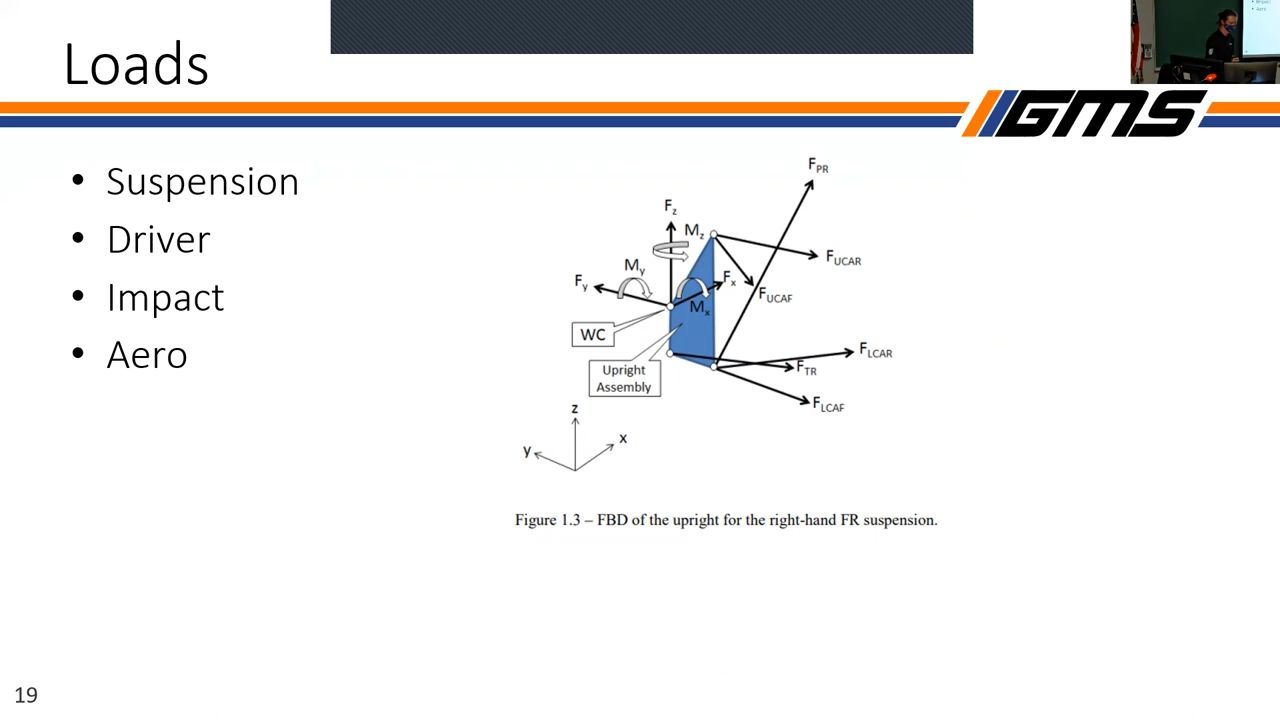 Loads
GMS
• Suspension
• Driver
• Impact
• Aero
F_PR
F_z
M_z
F_UCAR
M_y
F_y
F_x
F_UCAF
M_x
WC
F_LCAR
Upright
Assembly
F_TR
F_LCAF
z
y
x
Figure 1.3 – FBD of the upright for the right-hand FR suspension.
19